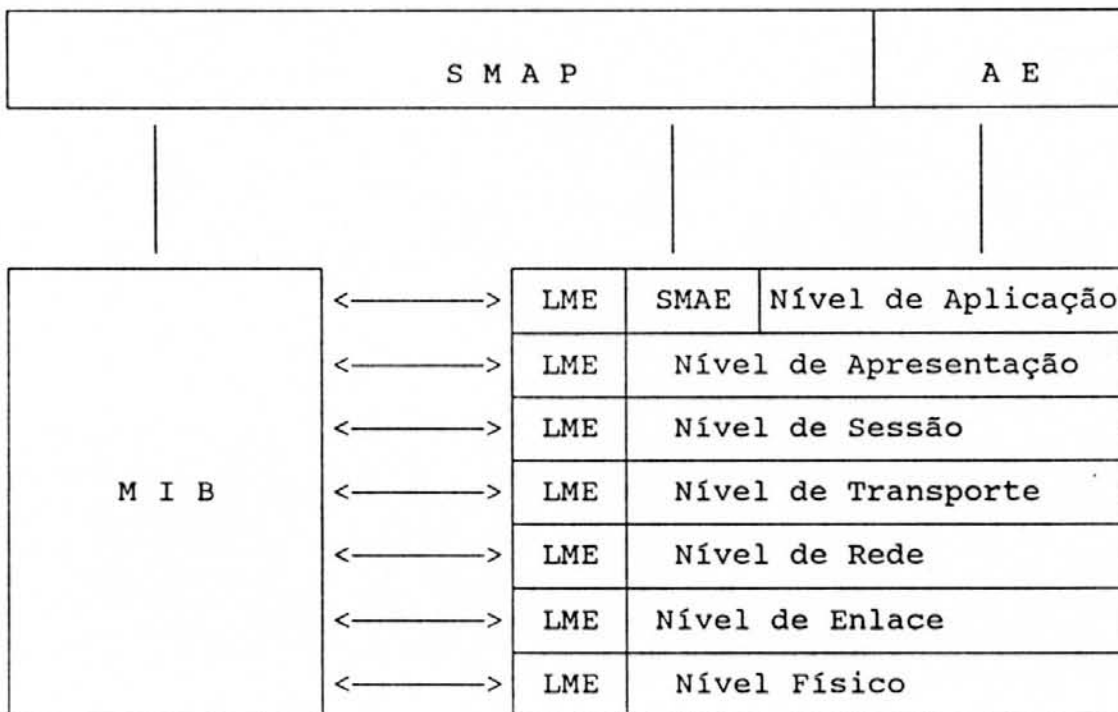 S M A P A E
<----------> LME SMAE Nível de Aplicação
<----------> LME Nível de Apresentação
<----------> LME Nível de Sessão
M I B <----------> LME Nível de Transporte
<----------> LME Nível de Rede
<----------> LME Nível de Enlace
<----------> LME Nível Físico